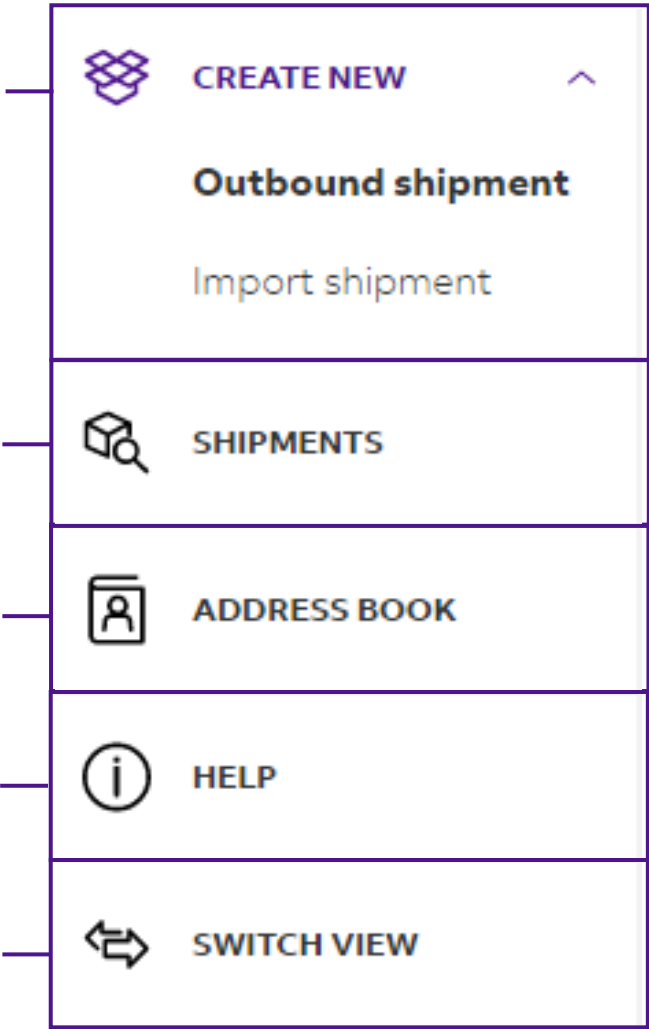 CREATE NEW
Outbound shipment
Import shipment
SHIPMENTS
ADDRESS BOOK
HELP
SWITCH VIEW